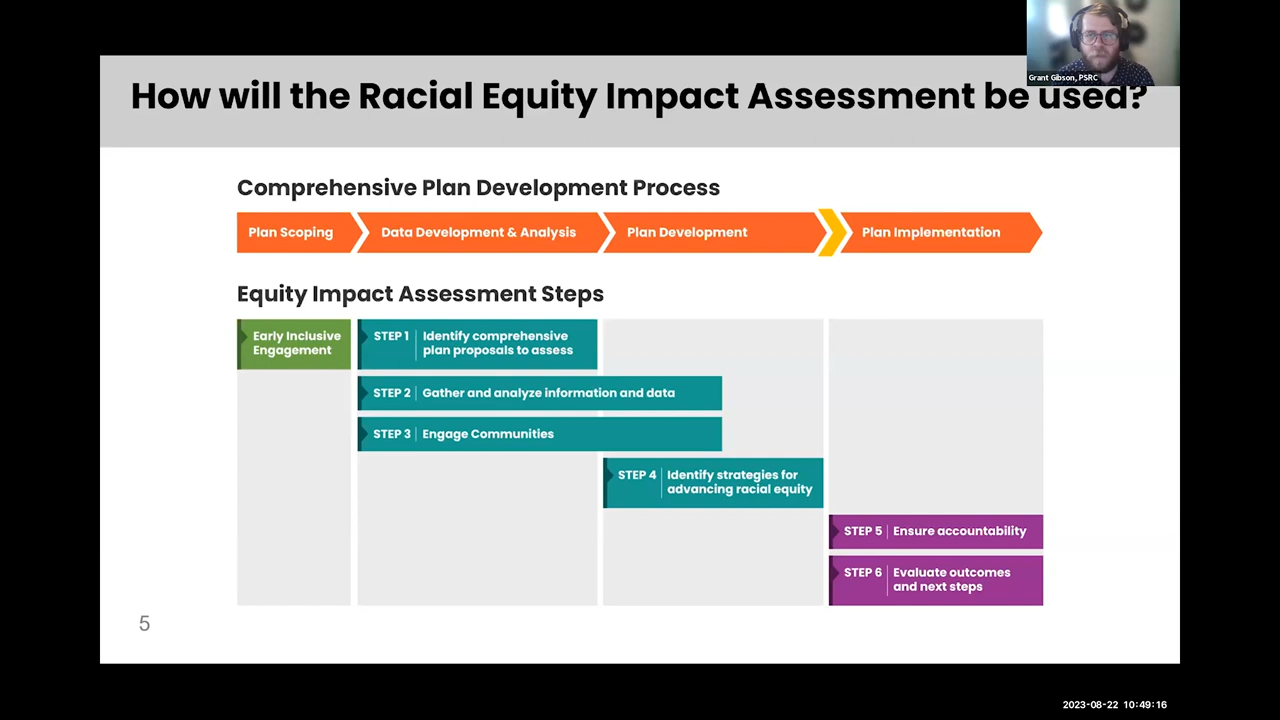 Grant Gibson, PSRC
How will the Racial Equity Impact Assessment be used?
Comprehensive Plan Development Process
Plan Scoping
Data Development & Analysis
Plan Development
Plan Implementation
Equity Impact Assessment Steps
Early Inclusive
Engagement
STEP 1 Identify comprehensive
plan proposals to assess
STEP 2 Gather and analyze information and data
STEP 3 Engage Communities
STEP 4 Identify strategies for
advancing racial equity
STEP 5 Ensure accountability
STEP 6 Evaluate outcomes
and next steps
5
2023-08-22 10:49:16